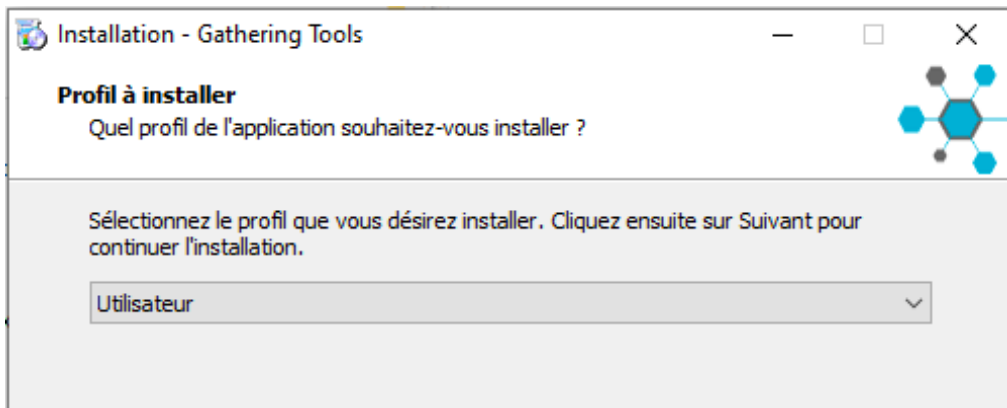 Installation - Gathering Tools
Profil à installer
Quel profil de l'application souhaitez-vous installer ?
Sélectionnez le profil que vous désirez installer. Cliquez ensuite sur Suivant pour
continuer l'installation.
Utilisateur